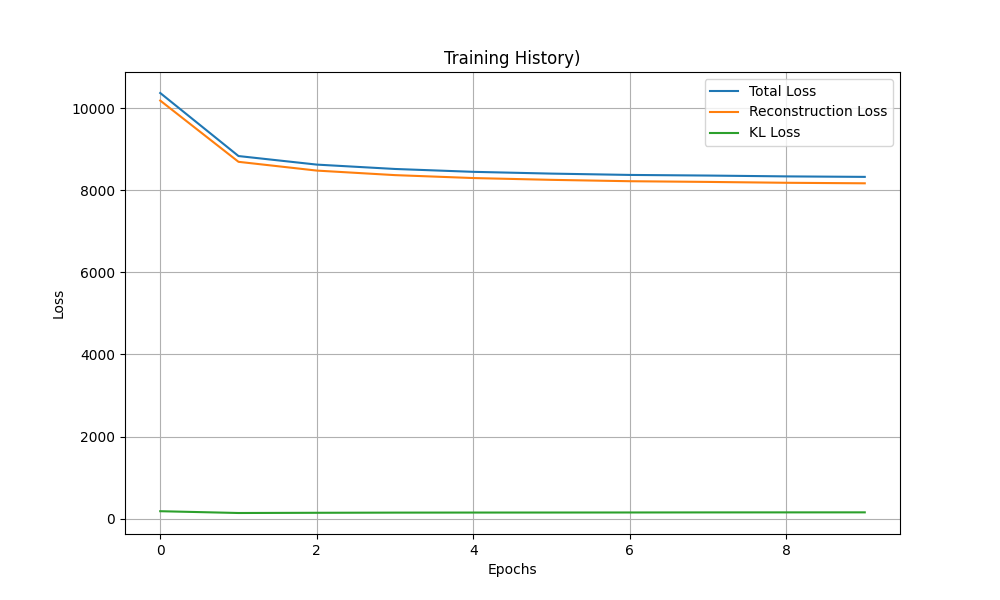 Training History)
Total Loss
Reconstruction Loss
KL Loss
10000
8000
6000
4000
2000
0
Loss
0 2 4 6 8
Epochs